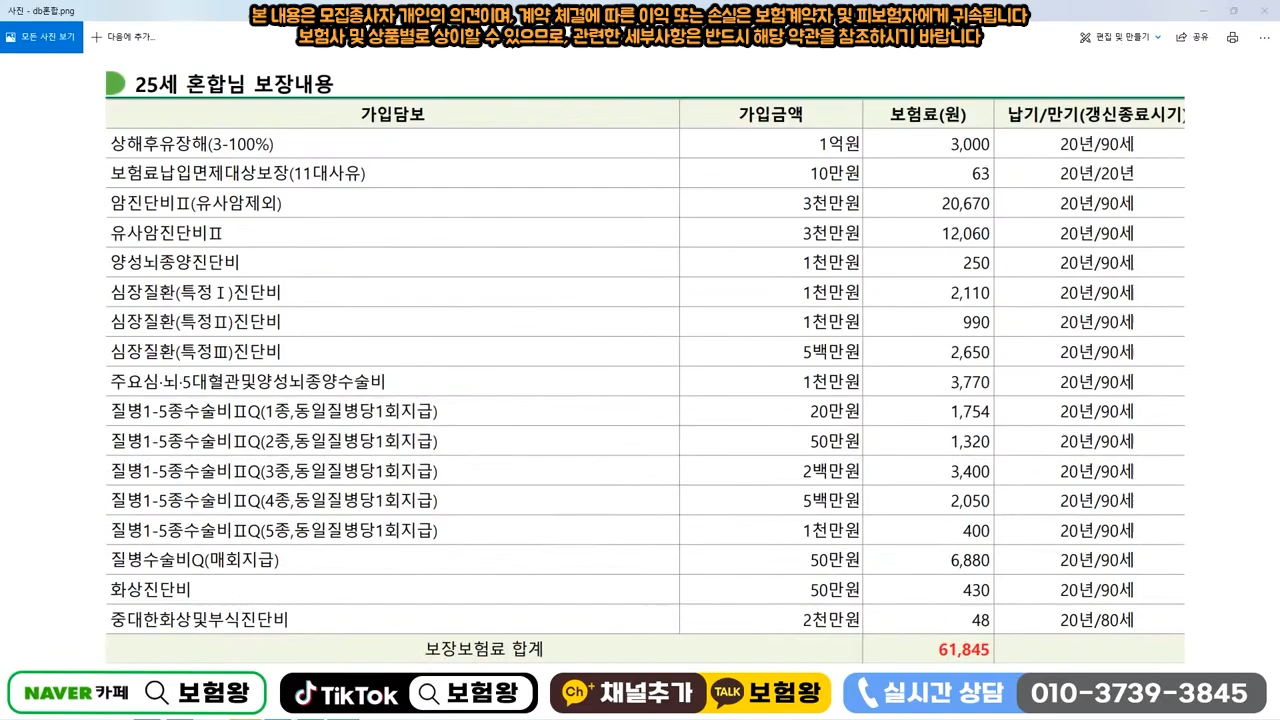 사진 - db혼합.png
본 내용은 모집종사자 개인의 의견이며, 계약 체결에 따른 이익 또는 손실은 보험계약자 및 피보험자에게 귀속됩니다
보험사 및 상품별로 상이할 수 있으므로, 관련한 세부사항은 반드시 해당 약관을 참조하시기 바랍니다
모든 사진 보기 다음에 추가... 편집 및 만들기 공유
25세 혼합님 보장내용
가입담보 가입금액 보험료(원) 납기/만기(갱신종료시기)
상해후유장해(3-100%) 1억원 3,000 20년/90세
보험료납입면제대상보장(11대사유) 10만원 63 20년/20년
암진단비Ⅱ(유사암제외) 3천만원 20,670 20년/90세
유사암진단비Ⅱ 3천만원 12,060 20년/90세
양성뇌종양진단비 1천만원 250 20년/90세
심장질환(특정Ⅰ)진단비 1천만원 2,110 20년/90세
심장질환(특정Ⅱ)진단비 1천만원 990 20년/90세
심장질환(특정Ⅲ)진단비 5백만원 2,650 20년/90세
주요심·뇌·5대혈관및양성뇌종양수술비 1천만원 3,770 20년/90세
질병1-5종수술비ⅡQ(1종,동일질병당1회지급) 20만원 1,754 20년/90세
질병1-5종수술비ⅡQ(2종,동일질병당1회지급) 50만원 1,320 20년/90세
질병1-5종수술비ⅡQ(3종,동일질병당1회지급) 2백만원 3,400 20년/90세
질병1-5종수술비ⅡQ(4종,동일질병당1회지급) 5백만원 2,050 20년/90세
질병1-5종수술비ⅡQ(5종,동일질병당1회지급) 1천만원 400 20년/90세
질병수술비Q(매회지급) 50만원 6,880 20년/90세
화상진단비 50만원 430 20년/90세
중대한화상및부식진단비 2천만원 48 20년/80세
보장보험료 합계 61,845
NAVER 카페 보험왕 TikTok 보험왕 Ch+ 채널추가 TALK 보험왕 실시간 상담 010-3739-3845